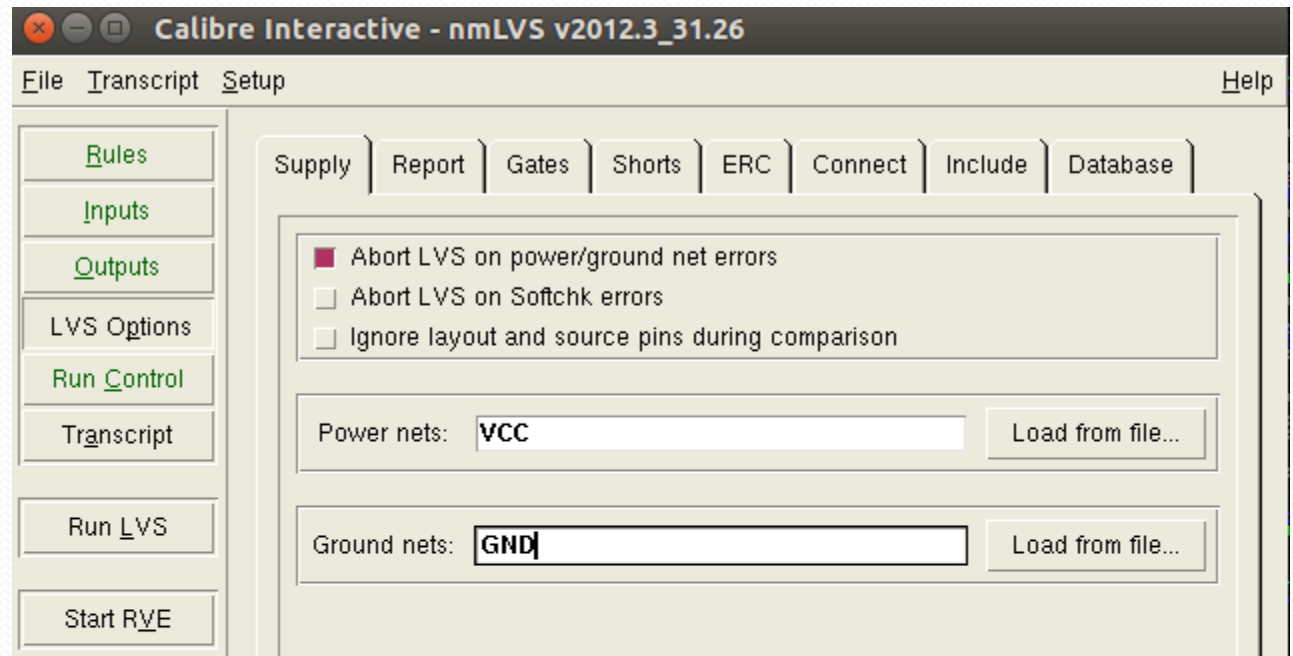 Calibre Interactive - nmLVS v2012.3_31.26
File Transcript Setup Help
Rules
Inputs
Outputs
LVS Options
Run Control
Transcript
Run LVS
Start RVE
Supply Report Gates Shorts ERC Connect Include Database
Abort LVS on power/ground net errors
Abort LVS on Softchk errors
Ignore layout and source pins during comparison
Power nets: VCC Load from file...
Ground nets: GND Load from file...